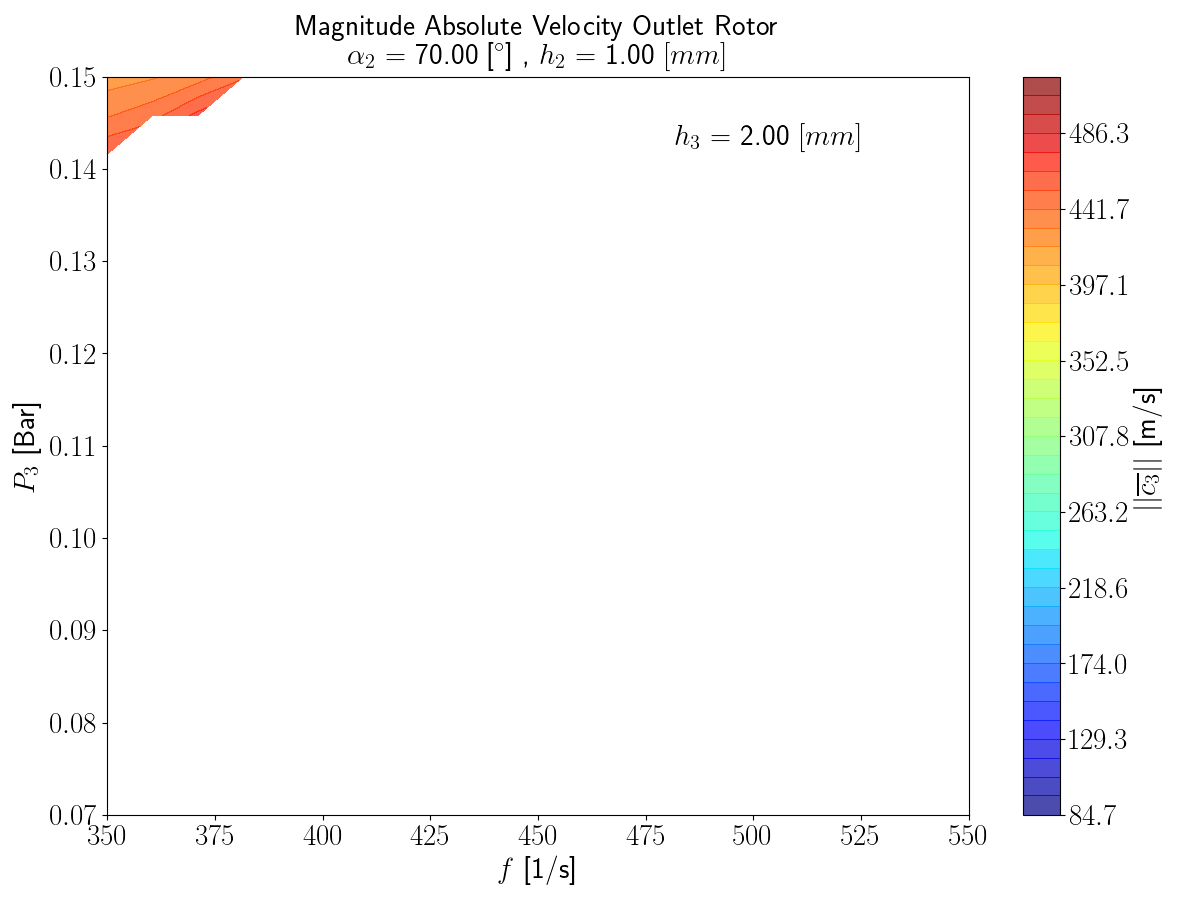 Magnitude Absolute Velocity Outlet Rotor
α₂ = 70.00 [°] , h₂ = 1.00 [mm]
h₃ = 2.00 [mm]
0.15
0.14
0.13
0.12
0.11
0.10
0.09
0.08
0.07
P₃ [Bar]
350 375 400 425 450 475 500 525 550
f [1/s]
486.3
441.7
397.1
352.5
307.8
263.2
218.6
174.0
129.3
84.7
||c̅₃|| [m/s]